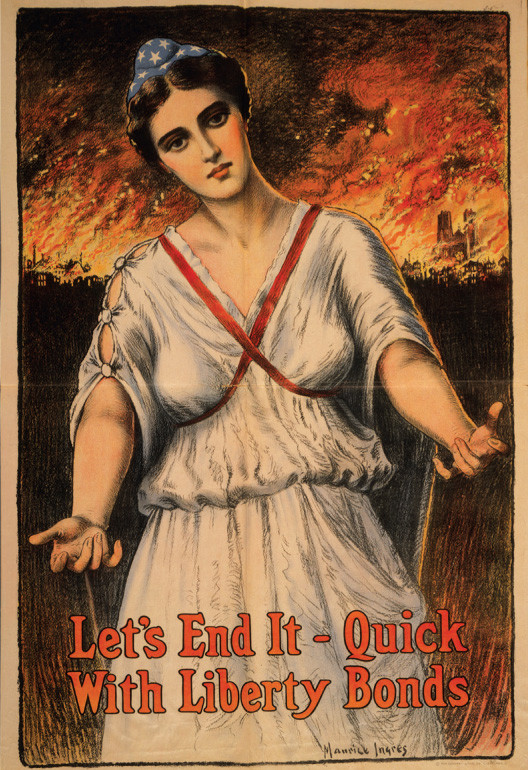 Let's End It - Quick
With Liberty Bonds
Maurice Ingres